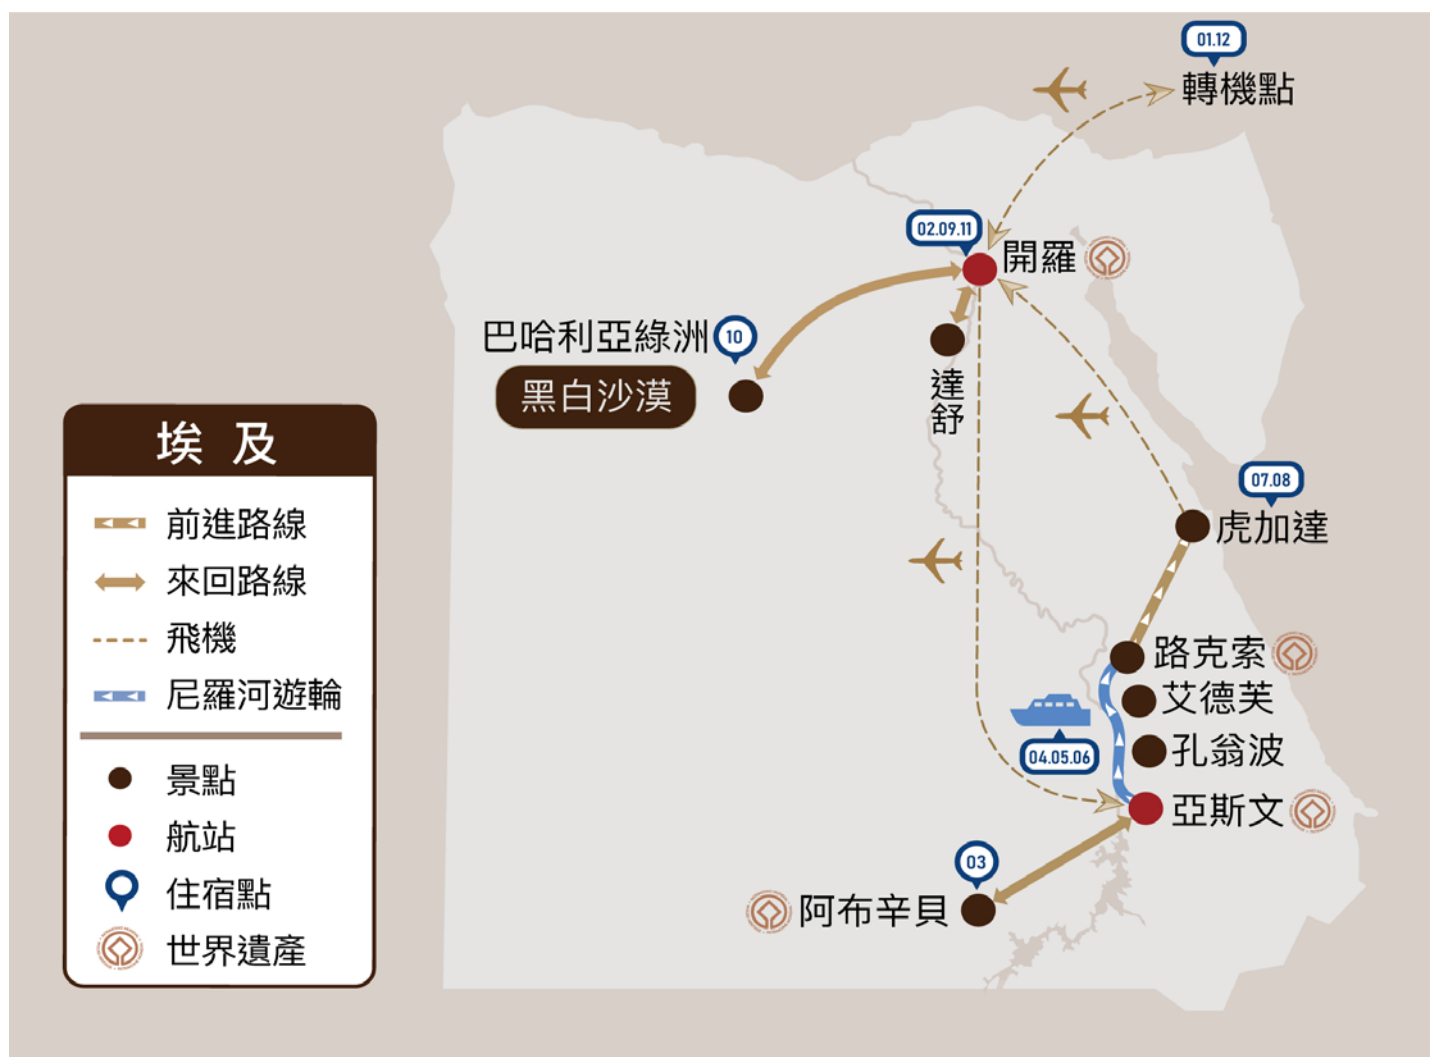 01.12
轉機點
02.09.11
開羅
巴哈利亞綠洲
10
黑白沙漠
達舒
07.08
虎加達
路克索
艾德芙
孔翁波
04.05.06
亞斯文
03
阿布辛貝
埃及
前進路線
來回路線
飛機
尼羅河遊輪
景點
航站
住宿點
世界遺產